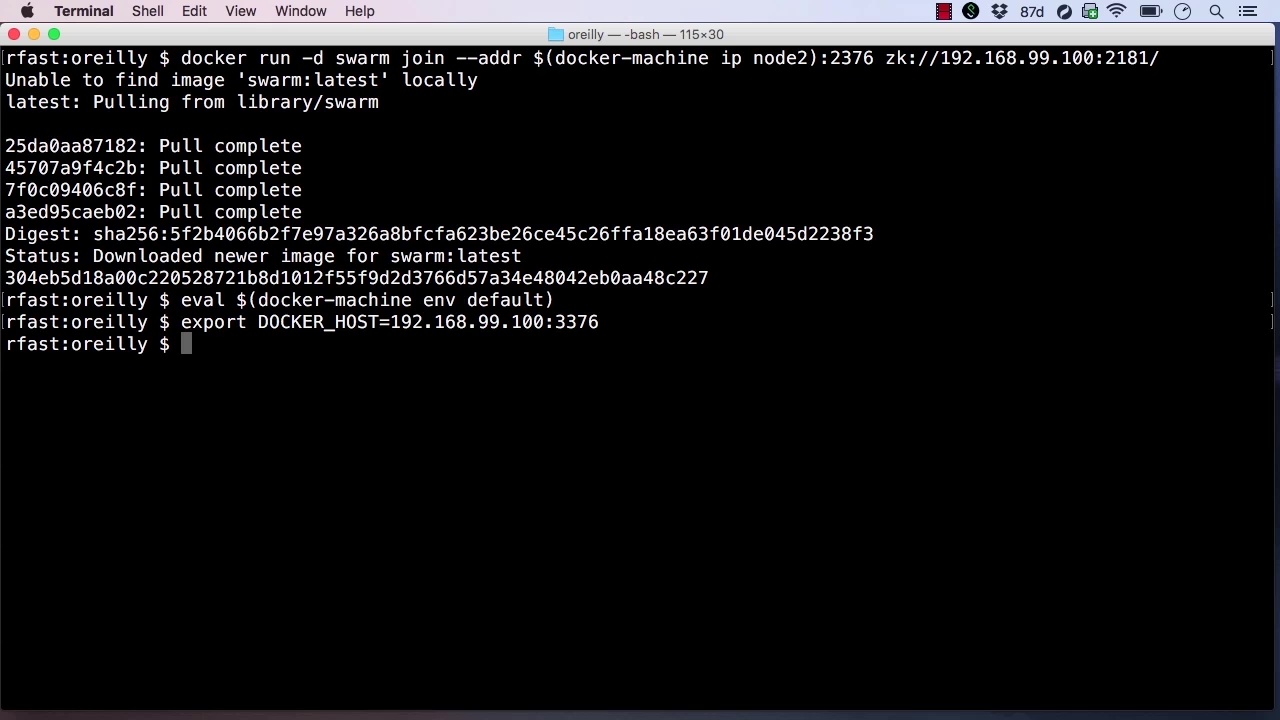 Terminal Shell Edit View Window Help 87d
oreilly — -bash — 115×30
rfast:oreilly $ docker run -d swarm join --addr $(docker-machine ip node2):2376 zk://192.168.99.100:2181/
Unable to find image 'swarm:latest' locally
latest: Pulling from library/swarm
25da0aa87182: Pull complete
45707a9f4c2b: Pull complete
7f0c09406c8f: Pull complete
a3ed95caeb02: Pull complete
Digest: sha256:5f2b4066b2f7e97a326a8bfcfa623be26ce45c26ffa18ea63f01de045d2238f3
Status: Downloaded newer image for swarm:latest
304eb5d18a00c220528721b8d1012f55f9d2d3766d57a34e48042eb0aa48c227
rfast:oreilly $ eval $(docker-machine env default)
rfast:oreilly $ export DOCKER_HOST=192.168.99.100:3376
rfast:oreilly $